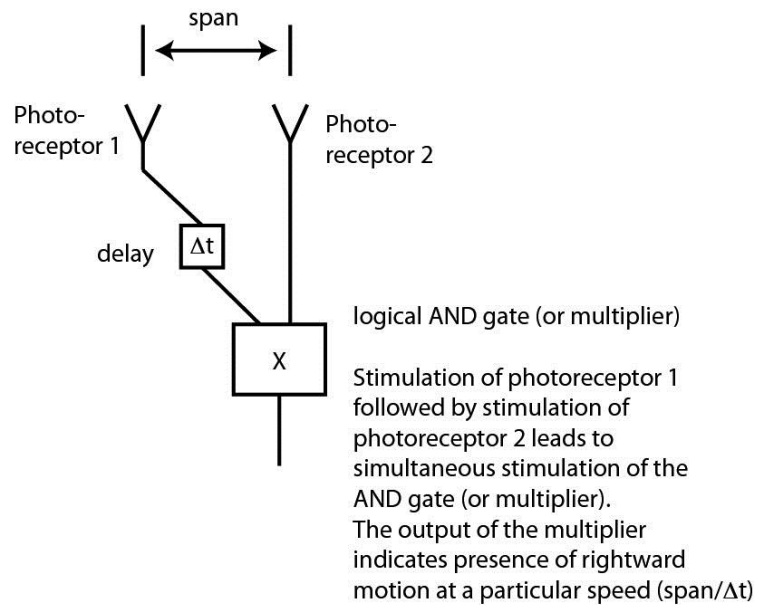 span
Photo-
receptor 1
Photo-
receptor 2
delay
Δt
X
logical AND gate (or multiplier)
Stimulation of photoreceptor 1
followed by stimulation of
photoreceptor 2 leads to
simultaneous stimulation of the
AND gate (or multiplier).
The output of the multiplier
indicates presence of rightward
motion at a particular speed (span/Δt)